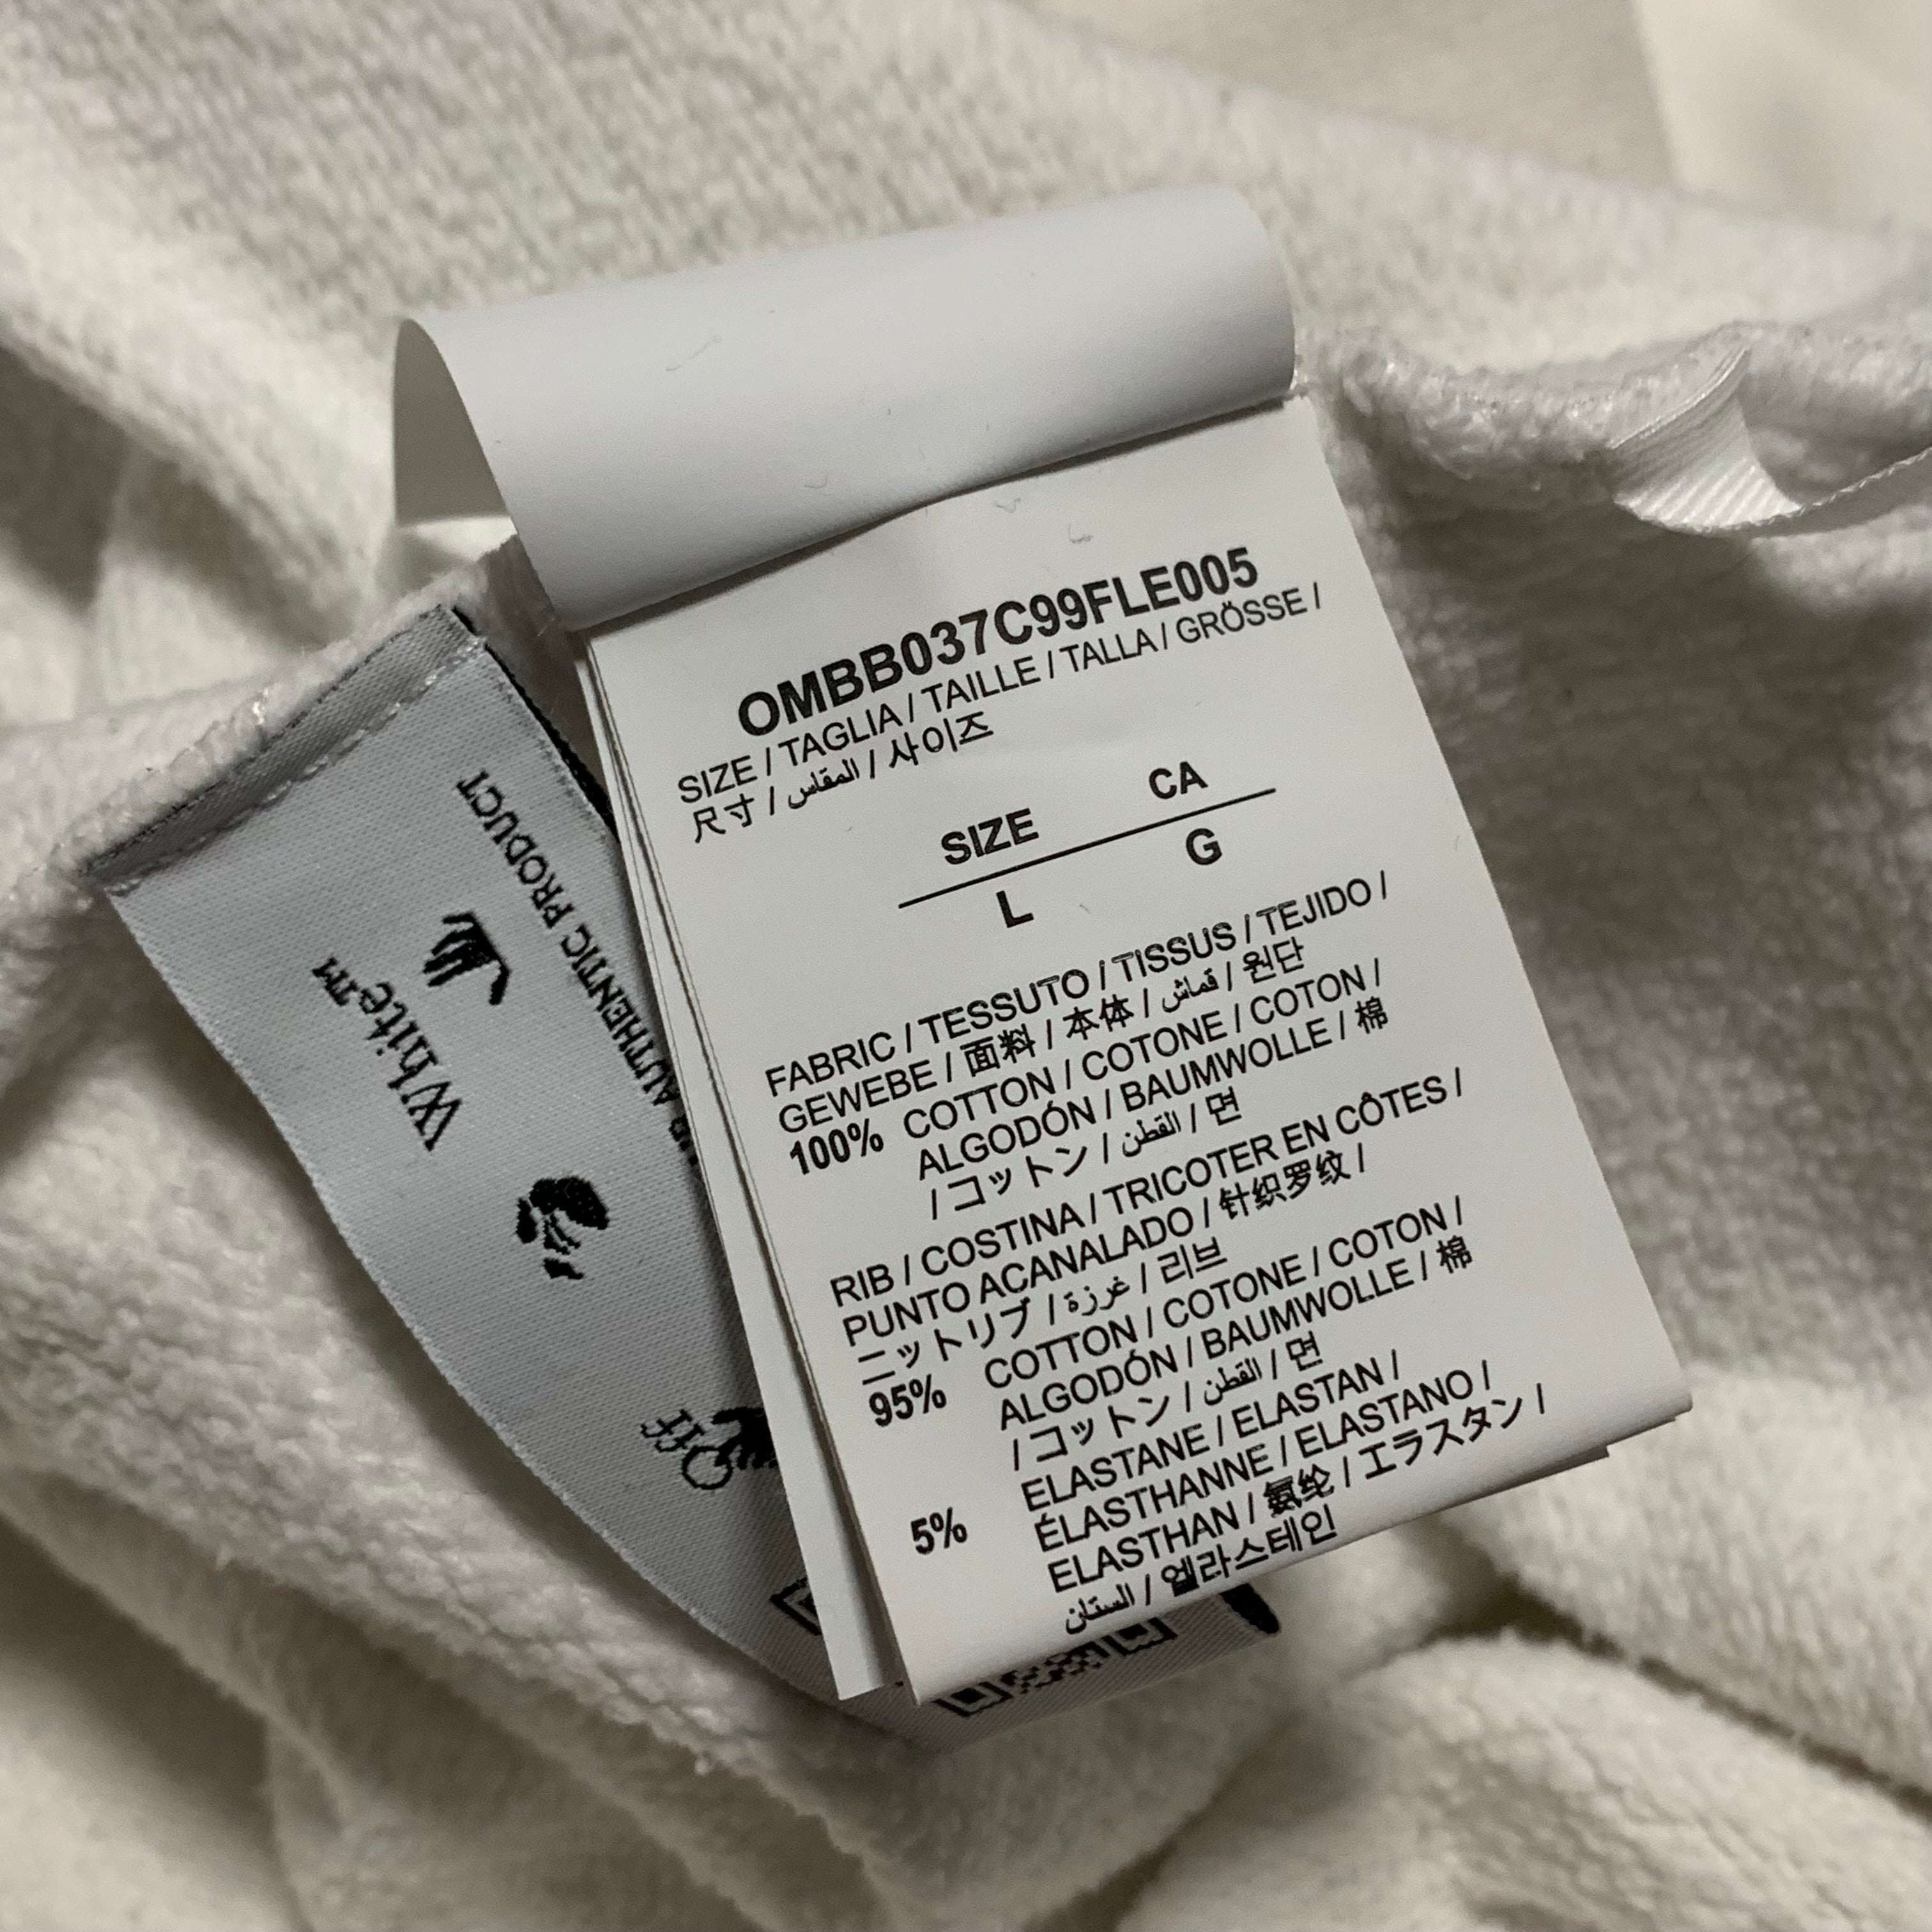 OMBB037C99FLE005
SIZE / TAGLIA / TAILLE / TALLA / GRÖSSE /
尺寸 / المقاس / 사이즈
SIZE CA
L G
FABRIC / TESSUTO / TISSUS / TEJIDO /
GEWEBE / 面料 / 本体 / قماش / 원단
100% COTTON / COTONE / COTON /
ALGODÓN / BAUMWOLLE / 棉
/ コットン / القطن / 면
RIB / COSTINA / TRICOTER EN CÔTES /
PUNTO ACANALADO / 针织罗纹 /
ニットリブ / غرزة / 리브
95% COTTON / COTONE / COTON /
ALGODÓN / BAUMWOLLE / 棉
/ コットン / القطن / 면
5% ELASTANE / ELASTAN /
ÉLASTHANNE / ELASTANO /
ELASTHAN / 氨纶 / エラスタン /
الستان / 엘라스테인
Off
White™
AUTHENTIC PRODUCT